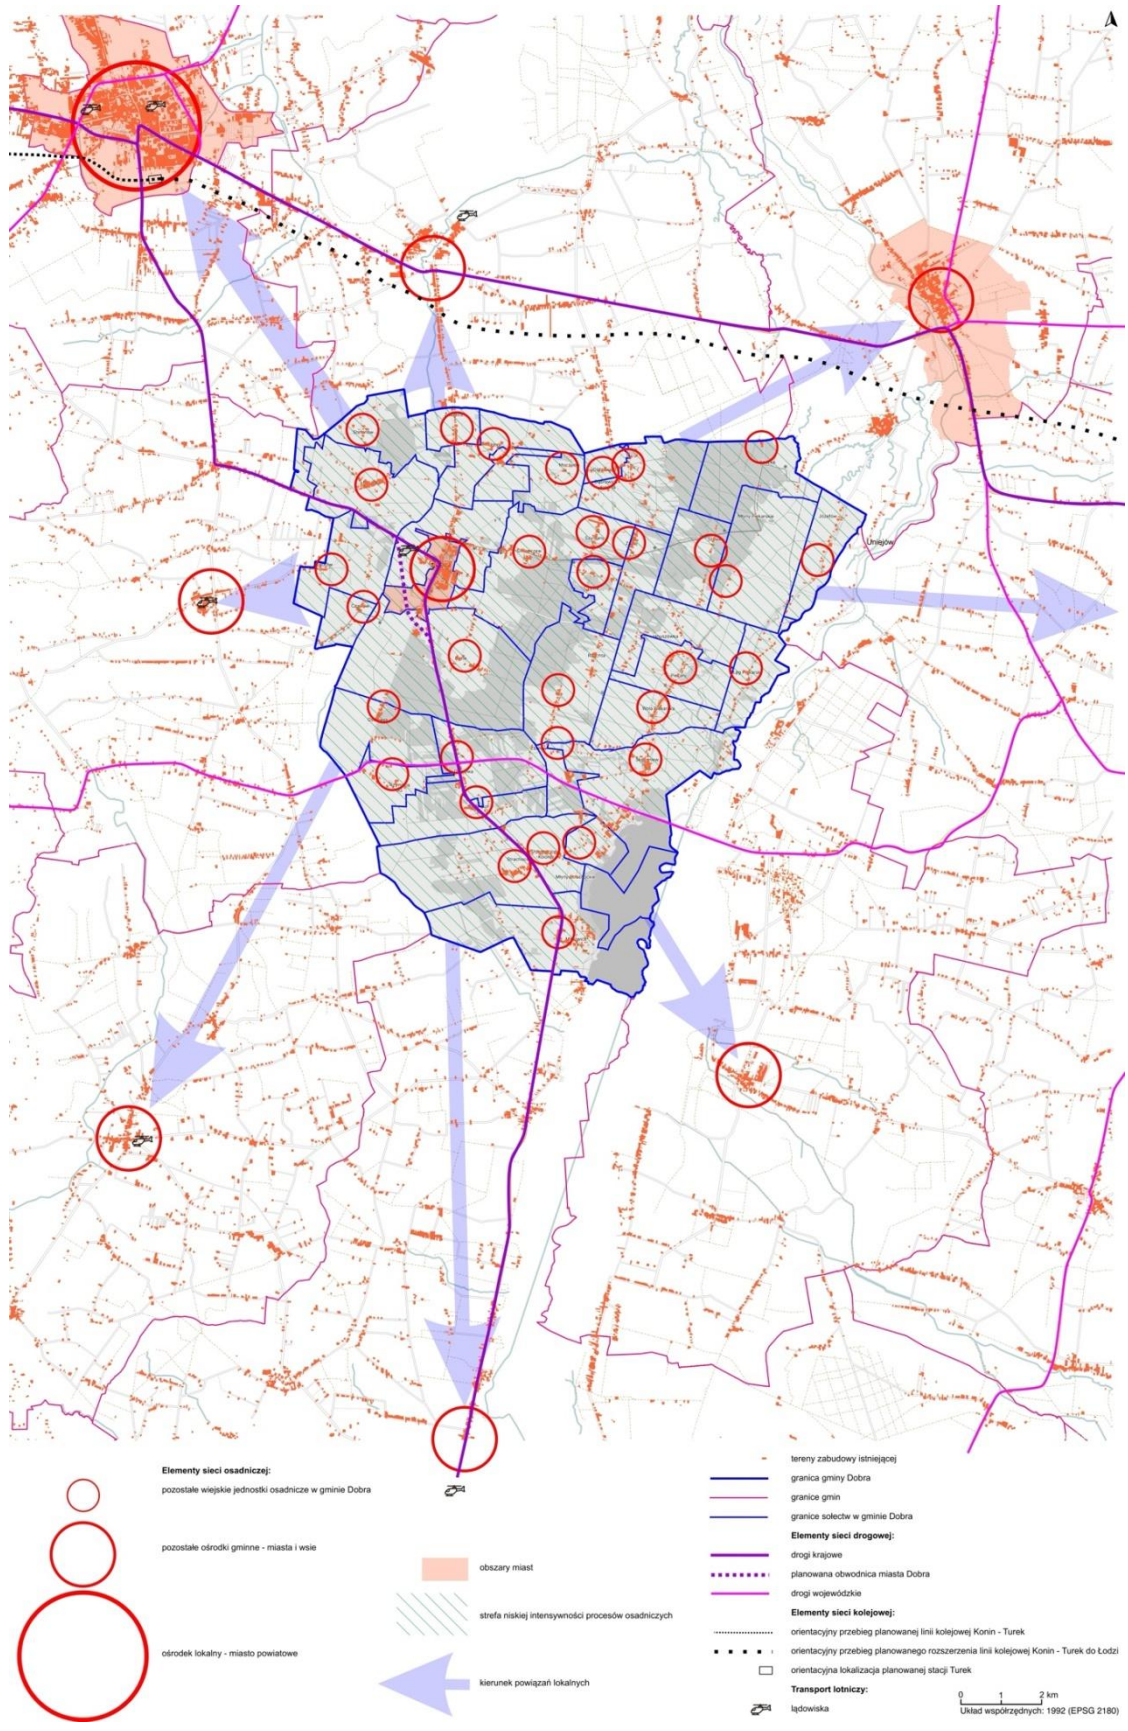 Uniejów
Elementy sieci osadniczej:
pozostałe wiejskie jednostki osadnicze w gminie Dobra
pozostałe ośrodki gminne - miasta i wsie
ośrodek lokalny - miasto powiatowe
obszary miast
strefa niskiej intensywności procesów osadniczych
kierunek powiązań lokalnych
tereny zabudowy istniejącej
granica gminy Dobra
granice gmin
granice sołectw w gminie Dobra
Elementy sieci drogowej:
drogi krajowe
planowana obwodnica miasta Dobra
drogi wojewódzkie
Elementy sieci kolejowej:
orientacyjny przebieg planowanej linii kolejowej Konin - Turek
orientacyjny przebieg planowanego rozszerzenia linii kolejowej Konin - Turek do Łodzi
orientacyjna lokalizacja planowanej stacji Turek
Transport lotniczy:
lądowiska
0 1 2 km
Układ współrzędnych: 1992 (EPSG 2180)